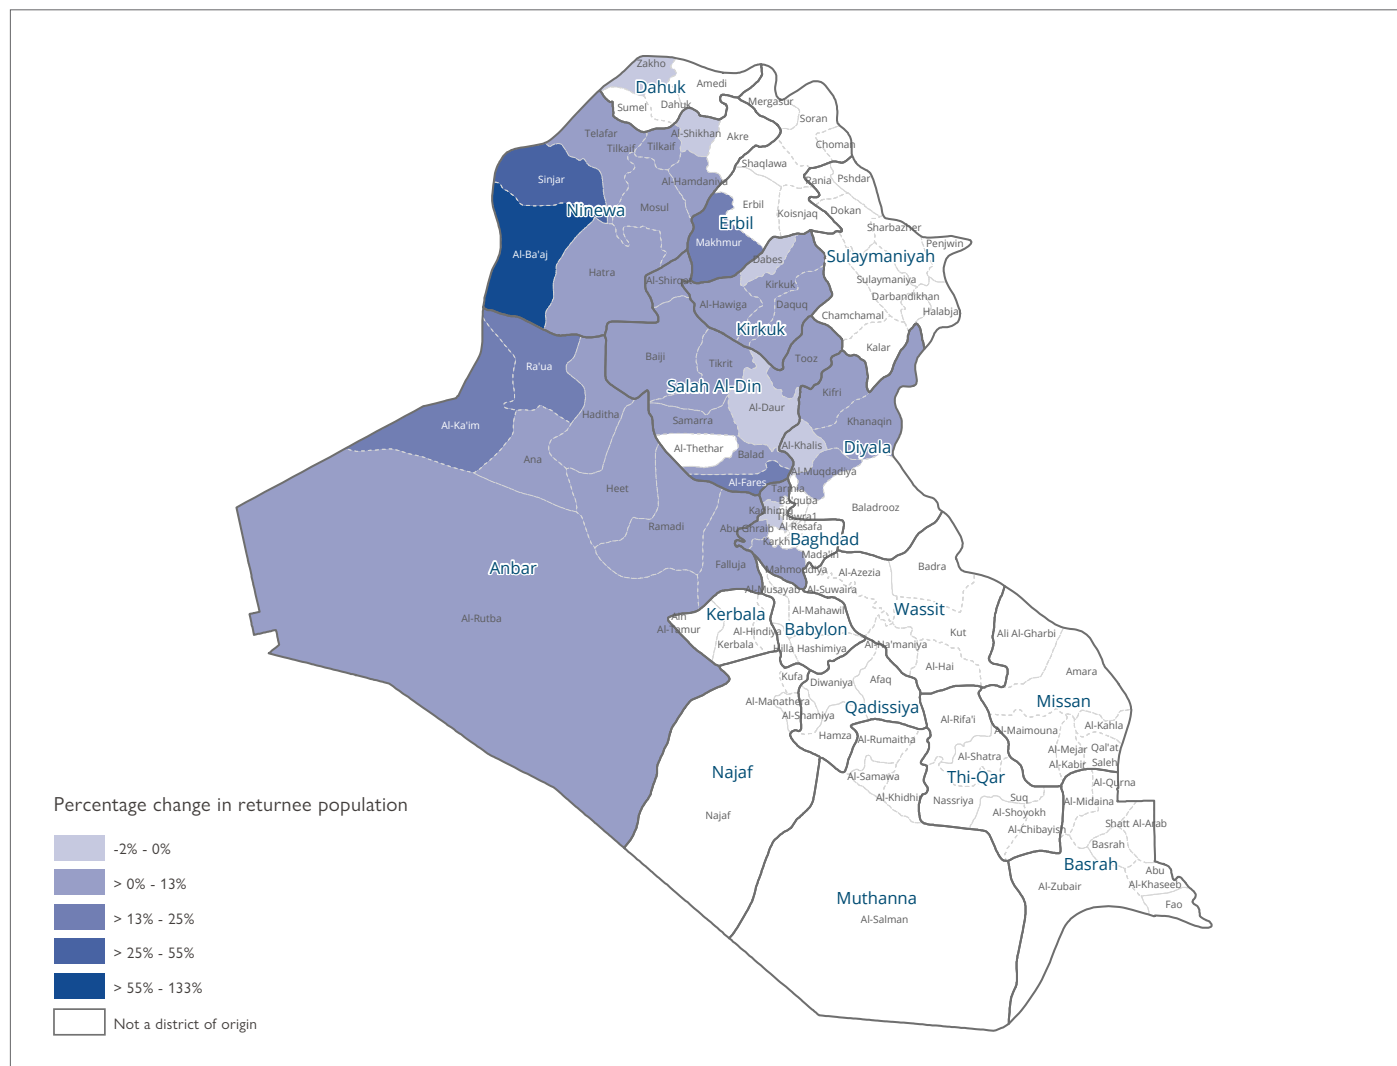 Zakho
Dahuk
Amedi
Sumel
Dahuk
Mergasur
Soran
Telafar
Tilkaif
Tilkaif
Al-Shikhan
Akre
Choman
Shaqlawa
Sinjar
Al-Hamdaniya
Rania
Pshdar
Ninewa
Mosul
Erbil
Erbil
Koisnjaq
Dokan
Sharbazher
Makhmur
Penjwin
Al-Ba'aj
Dabes
Sulaymaniyah
Hatra
Al-Shirqat
Kirkuk
Sulaymaniya
Al-Hawiga
Daquq
Darbandikhan
Halabja
Kirkuk
Chamchamal
Kalar
Baiji
Tikrit
Tooz
Ra'ua
Salah Al-Din
Kifri
Al-Daur
Haditha
Samarra
Khanaqin
Al-Ka'im
Al-Thethar
Al-Khalis
Diyala
Ana
Balad
Al-Muqdadiya
Heet
Al-Fares
Tarmia
Ba'quba
Baladrooz
Kadhimia
Thawra1
Ramadi
Abu Ghraib
Al Resafa
Karkh
Baghdad
Mada'in
Anbar
Falluja
Mahmoudiya
Al-Azezia
Badra
Al-Musayab
Al-Suwaira
Al-Rutba
Ain
Al-Tamur
Kerbala
Al-Mahawil
Wassit
Al-Hindiya
Babylon
Kut
Ali Al-Gharbi
Kerbala
Hilla
Hashimiya
Al-Na'maniya
Al-Hai
Amara
Kufa
Diwaniya
Afaq
Al-Manathera
Al-Shamiya
Qadissiya
Missan
Al-Rifa'i
Al-Maimouna
Al-Kahla
Hamza
Al-Rumaitha
Al-Mejar
Al-Kabir
Qal'at
Saleh
Al-Shatra
Najaf
Al-Samawa
Thi-Qar
Al-Qurna
Al-Khidhir
Nassriya
Suq
Al-Shoyokh
Al-Midaina
Najaf
Al-Chibayish
Shatt Al-Arab
Basrah
Basrah
Abu
Al-Khaseeb
Al-Zubair
Muthanna
Fao
Al-Salman
Percentage change in returnee population
-2% - 0%
> 0% - 13%
> 13% - 25%
> 25% - 55%
> 55% - 133%
Not a district of origin